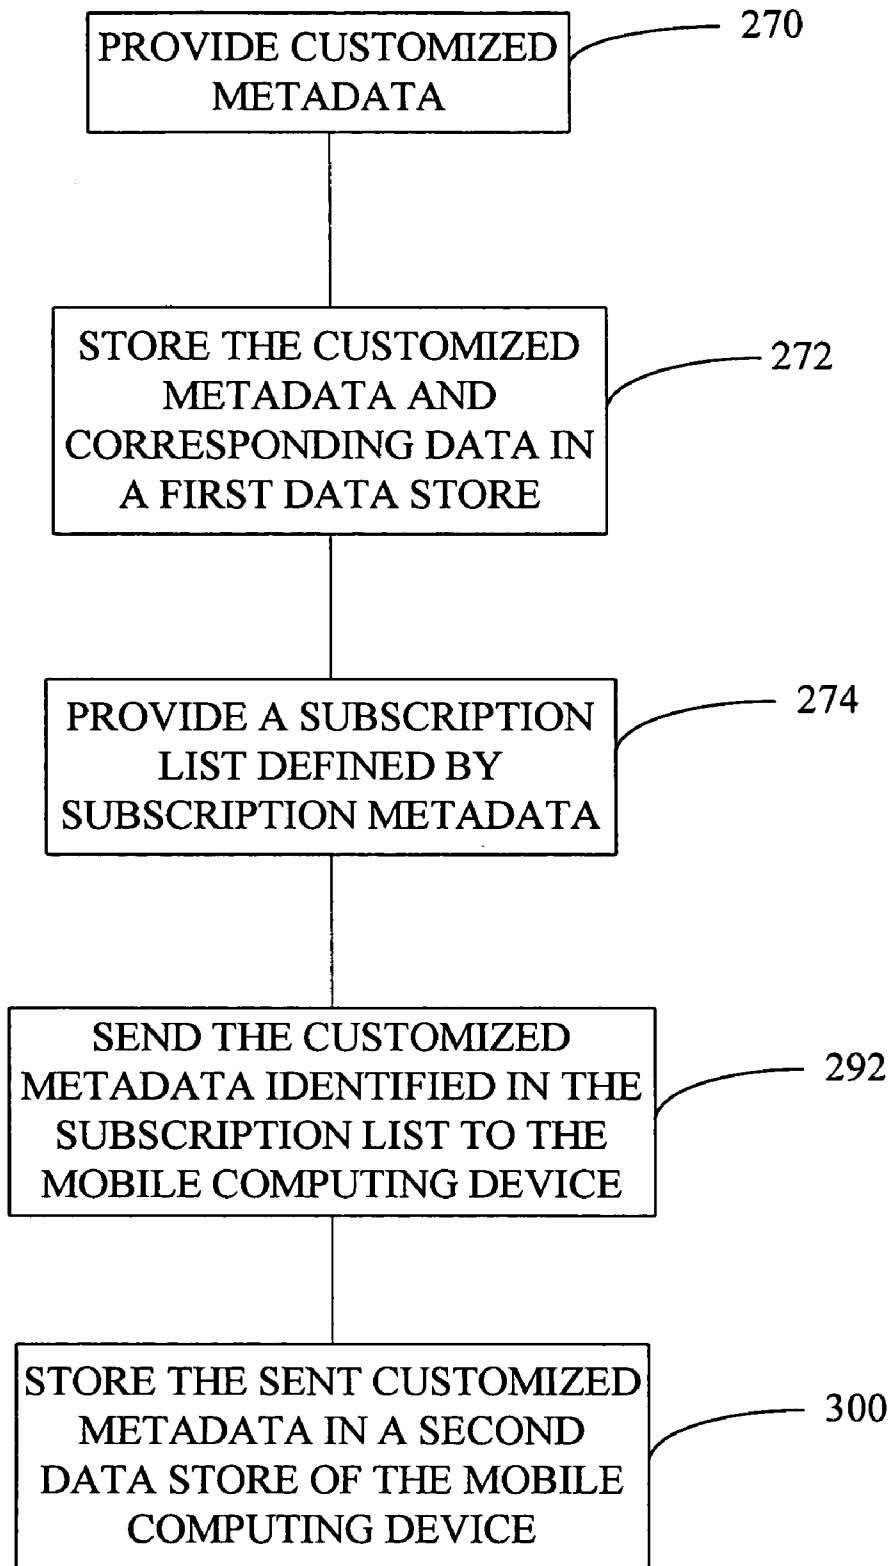 PROVIDE CUSTOMIZED
METADATA
270
STORE THE CUSTOMIZED
METADATA AND
CORRESPONDING DATA IN
A FIRST DATA STORE
272
PROVIDE A SUBSCRIPTION
LIST DEFINED BY
SUBSCRIPTION METADATA
274
SEND THE CUSTOMIZED
METADATA IDENTIFIED IN THE
SUBSCRIPTION LIST TO THE
MOBILE COMPUTING DEVICE
292
STORE THE SENT CUSTOMIZED
METADATA IN A SECOND
DATA STORE OF THE MOBILE
COMPUTING DEVICE
300